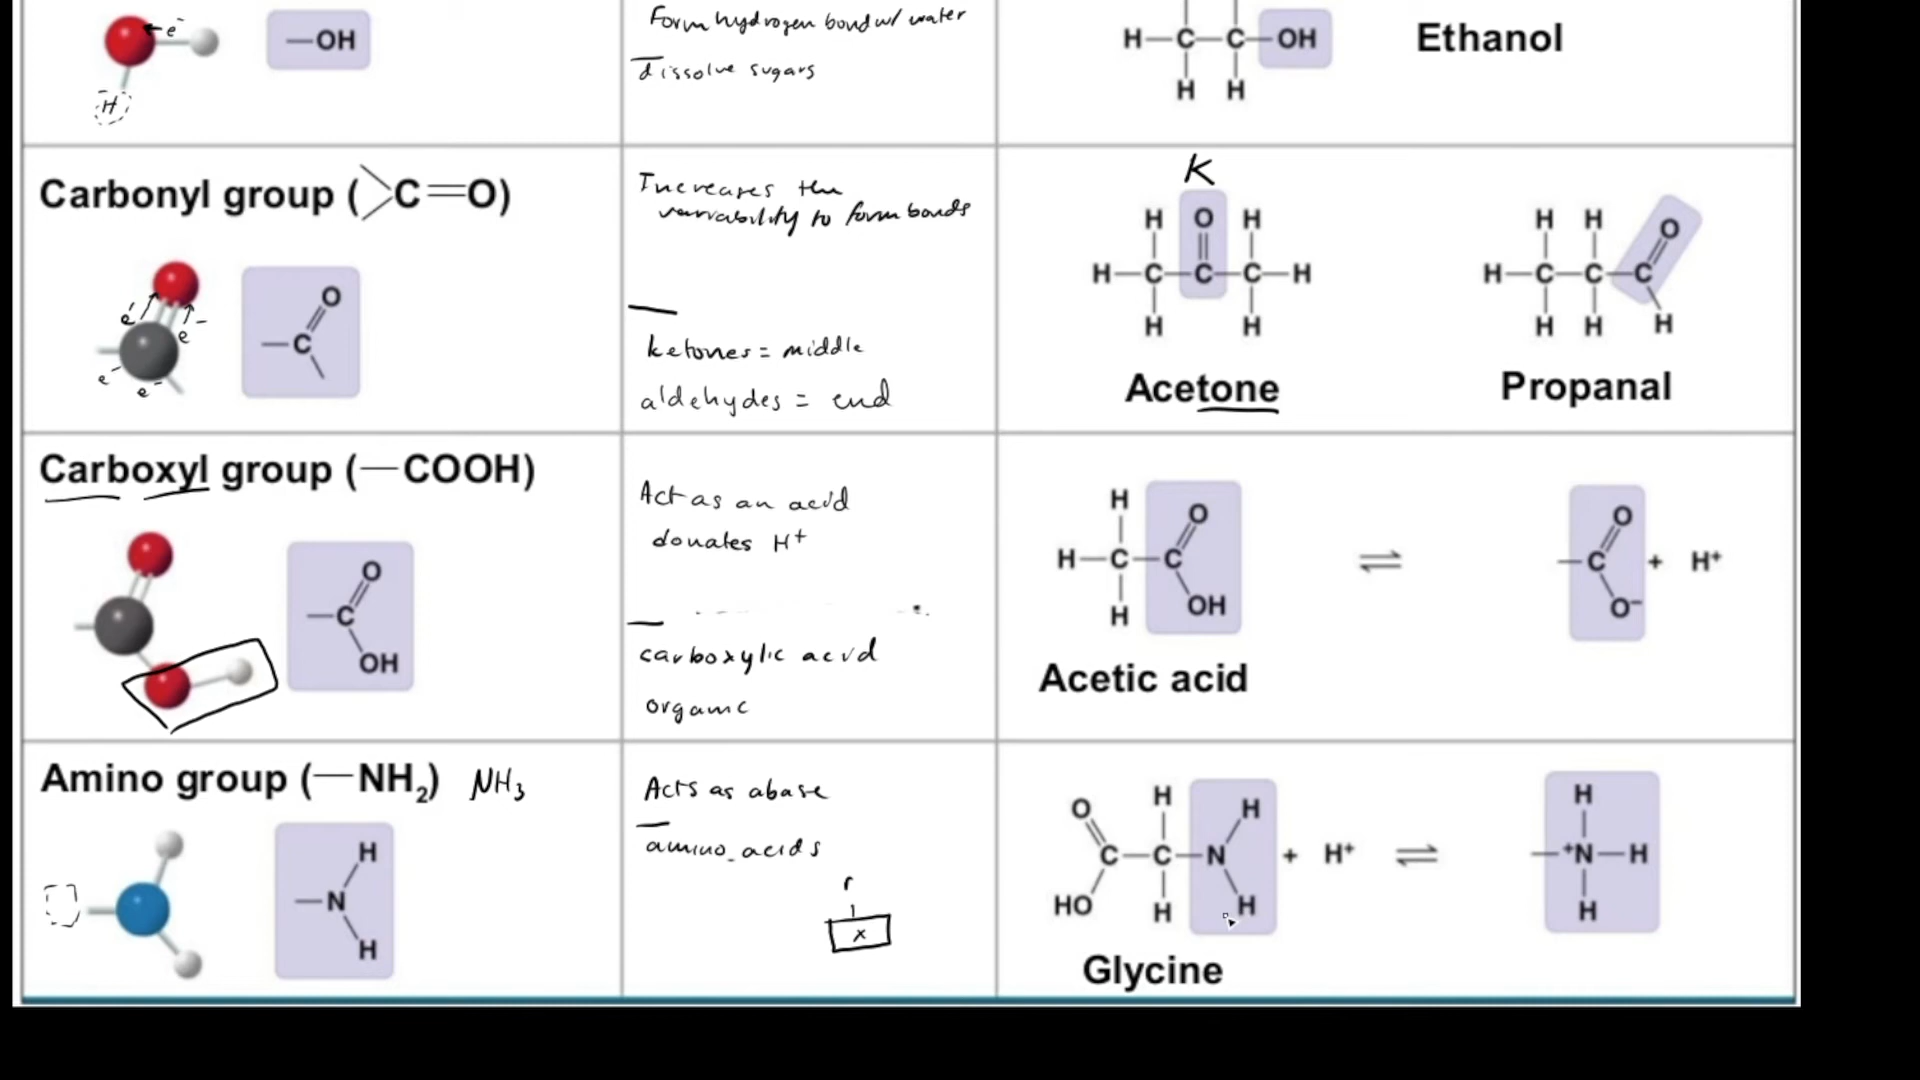 e⁻
—OH
H
Form hydrogen bond w/ water
Dissolve sugars
H—C—C—OH
H H
Ethanol
Carbonyl group (>C=O)
e⁻ e⁻
e⁻ e⁻
O
—C
Increases the
variability to form bonds
ketones = middle
aldehydes = end
K
H O H
H—C—C—C—H
H H
Acetone
H H O
H—C—C—C
H H H
Propanal
Carboxyl group (—COOH)
O
—C
OH
Act as an acid
donates H⁺
carboxylic acid
organic
H O
H—C—C
H OH
⇌
O
—C + H⁺
O⁻
Acetic acid
Amino group (—NH₂) NH₃
H
—N
H
Acts as a base
amino acids
r
x
O H H
C—C—N + H⁺ ⇌
HO H H
H
—⁺N—H
H
Glycine